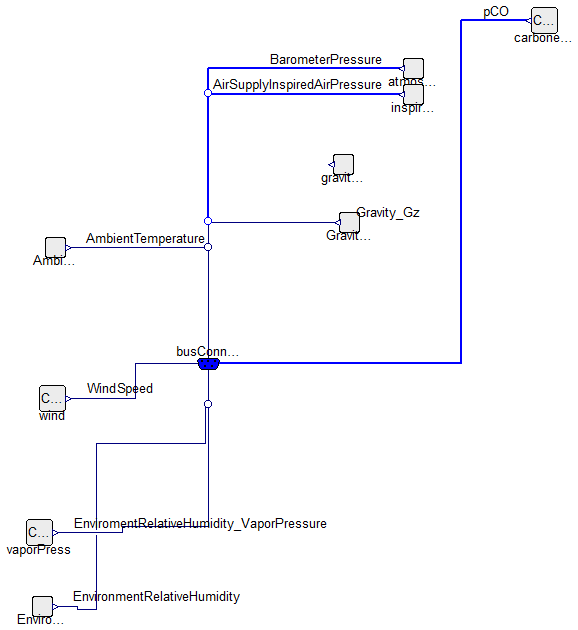 pCO
C...
carbone...
BarometerPressure
atmos...
AirSupplyInspiredAirPressure
inspir...
gravit...
Gravity_Gz
Gravit...
AmbientTemperature
Ambi...
busConn...
WindSpeed
C...
wind
EnviromentRelativeHumidity_VaporPressure
C...
vaporPress
EnvironmentRelativeHumidity
Enviro...